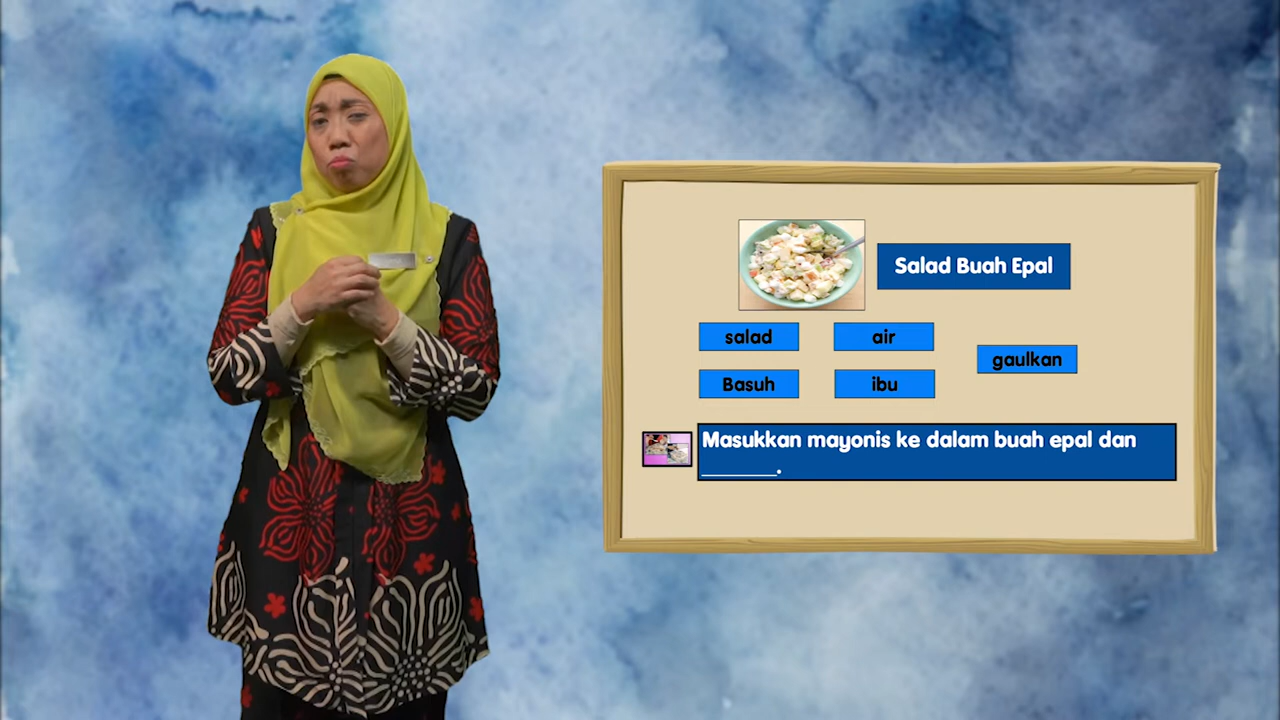 Salad Buah Epal
salad
air
gaulkan
Basuh
ibu
Masukkan mayonis ke dalam buah epal dan
_______.